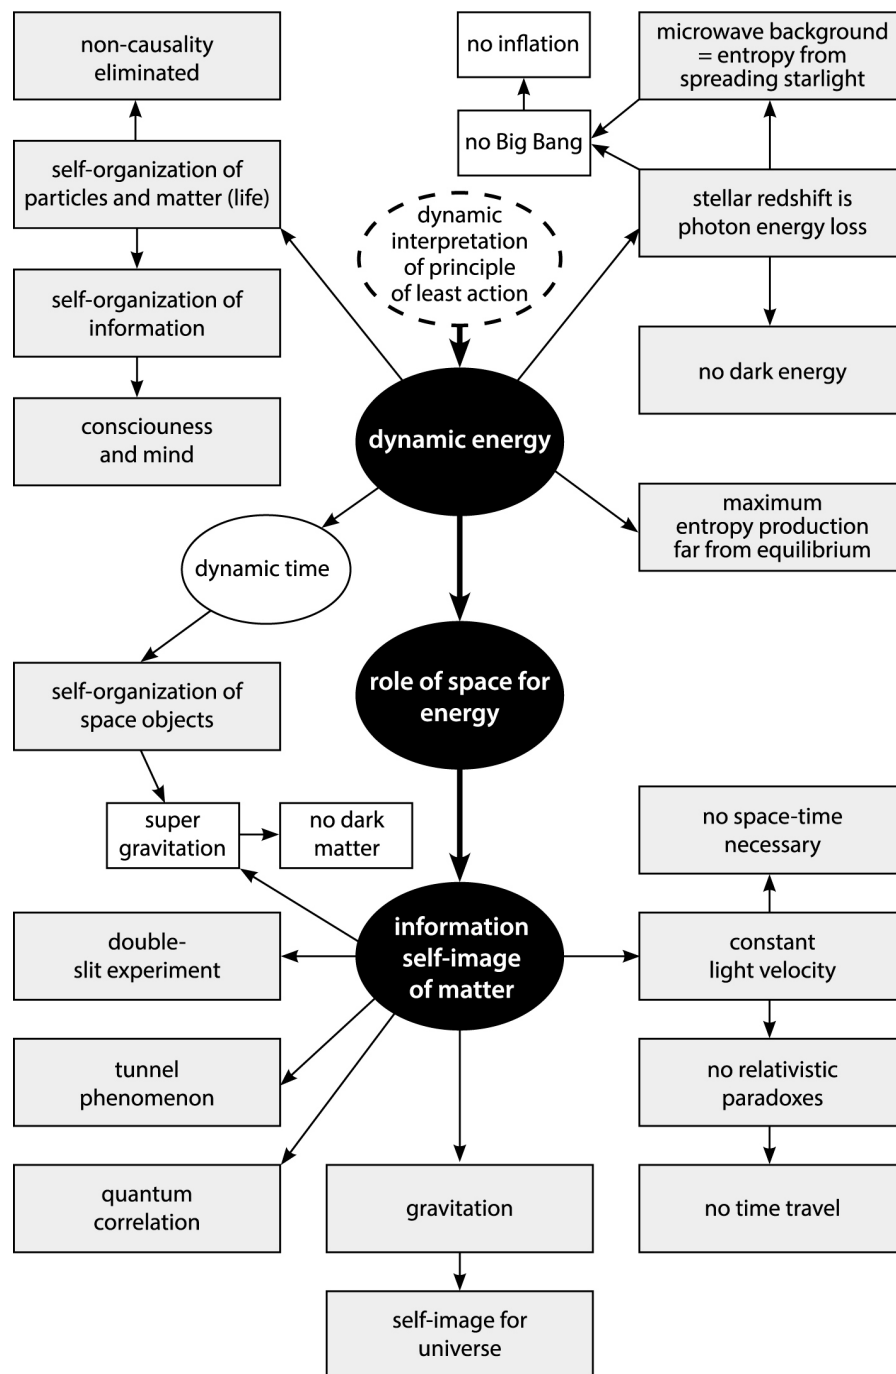 non-causality
eliminated
no inflation
microwave background
= entropy from
spreading starlight
no Big Bang
self-organization of
particles and matter (life)
stellar redshift is
photon energy loss
dynamic
interpretation
of principle
of least action
self-organization of
information
no dark energy
consciouness
and mind
dynamic energy
maximum
entropy production
far from equilibrium
dynamic time
role of space for
energy
self-organization of
space objects
super
gravitation
no dark
matter
no space-time
necessary
information
self-image
of matter
double-
slit experiment
constant
light velocity
tunnel
phenomenon
no relativistic
paradoxes
quantum
correlation
gravitation
no time travel
self-image for
universe